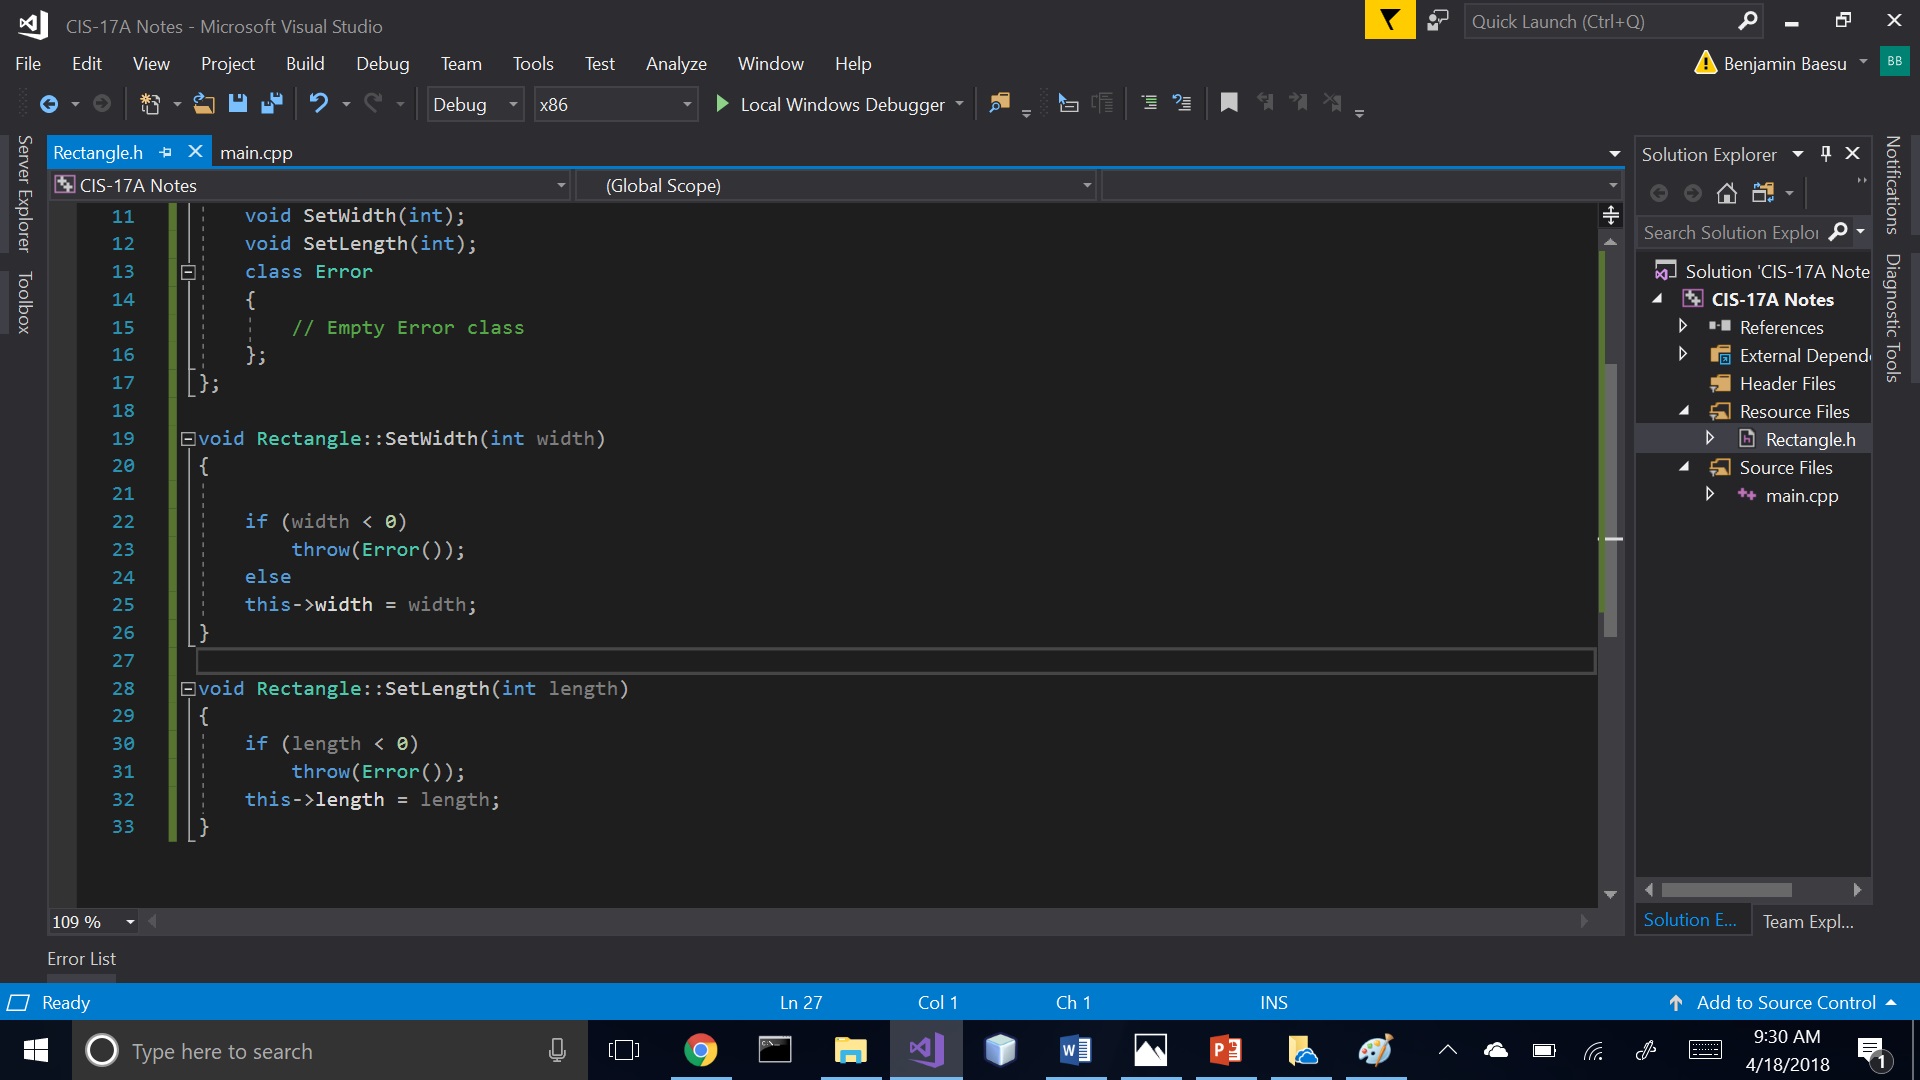 CIS-17A Notes - Microsoft Visual Studio
Quick Launch (Ctrl+Q)
File Edit View Project Build Debug Team Tools Test Analyze Window Help
Benjamin Baesu
BB
Debug
x86
Local Windows Debugger
Server Explorer
Toolbox
Rectangle.h
main.cpp
CIS-17A Notes
(Global Scope)
11 void SetWidth(int);
12 void SetLength(int);
13 class Error
14 {
15 // Empty Error class
16 };
17 };
18
19 void Rectangle::SetWidth(int width)
20 {
21
22 if (width < 0)
23 throw(Error());
24 else
25 this->width = width;
26 }
27
28 void Rectangle::SetLength(int length)
29 {
30 if (length < 0)
31 throw(Error());
32 this->length = length;
33 }
109 %
Solution Explorer
Search Solution Explo
Solution 'CIS-17A Note
CIS-17A Notes
References
External Depend
Header Files
Resource Files
Rectangle.h
Source Files
main.cpp
Solution E...
Team Expl...
Notifications
Diagnostic Tools
Error List
Ready
Ln 27
Col 1
Ch 1
INS
Add to Source Control
Type here to search
9:30 AM
4/18/2018
1